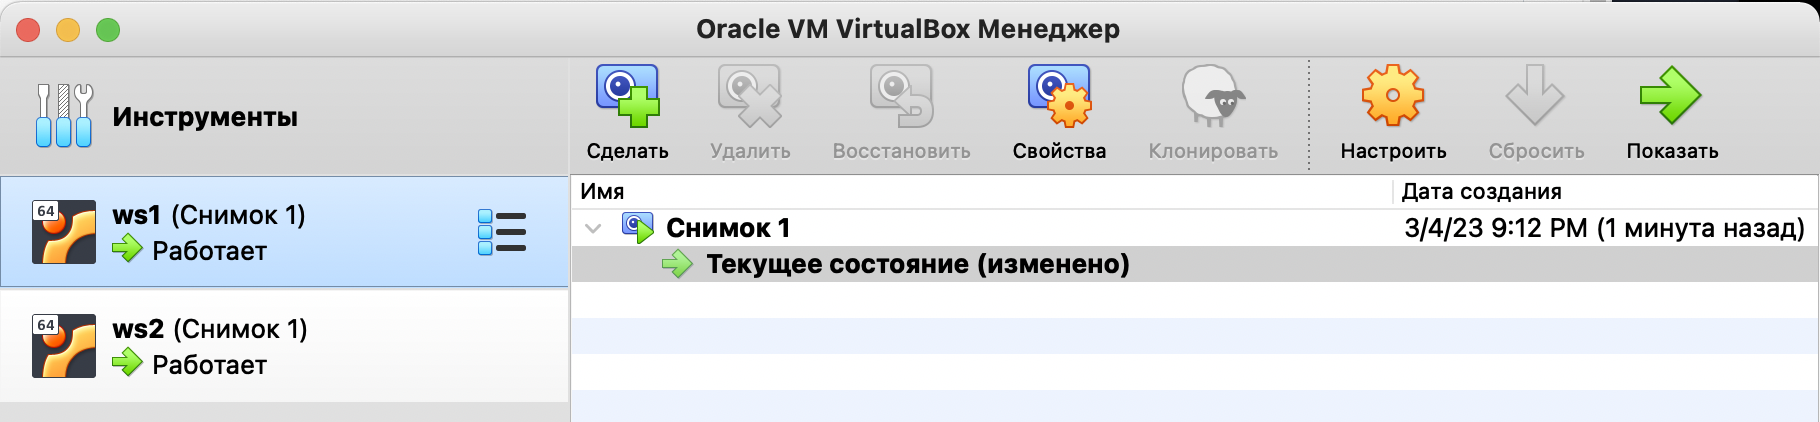 Oracle VM VirtualBox Менеджер
Инструменты
Сделать Удалить Восстановить Свойства Клонировать Настроить Сбросить Показать
64 ws1 (Снимок 1)
Работает
64 ws2 (Снимок 1)
Работает
Имя Дата создания
Снимок 1 3/4/23 9:12 PM (1 минута назад)
Текущее состояние (изменено)